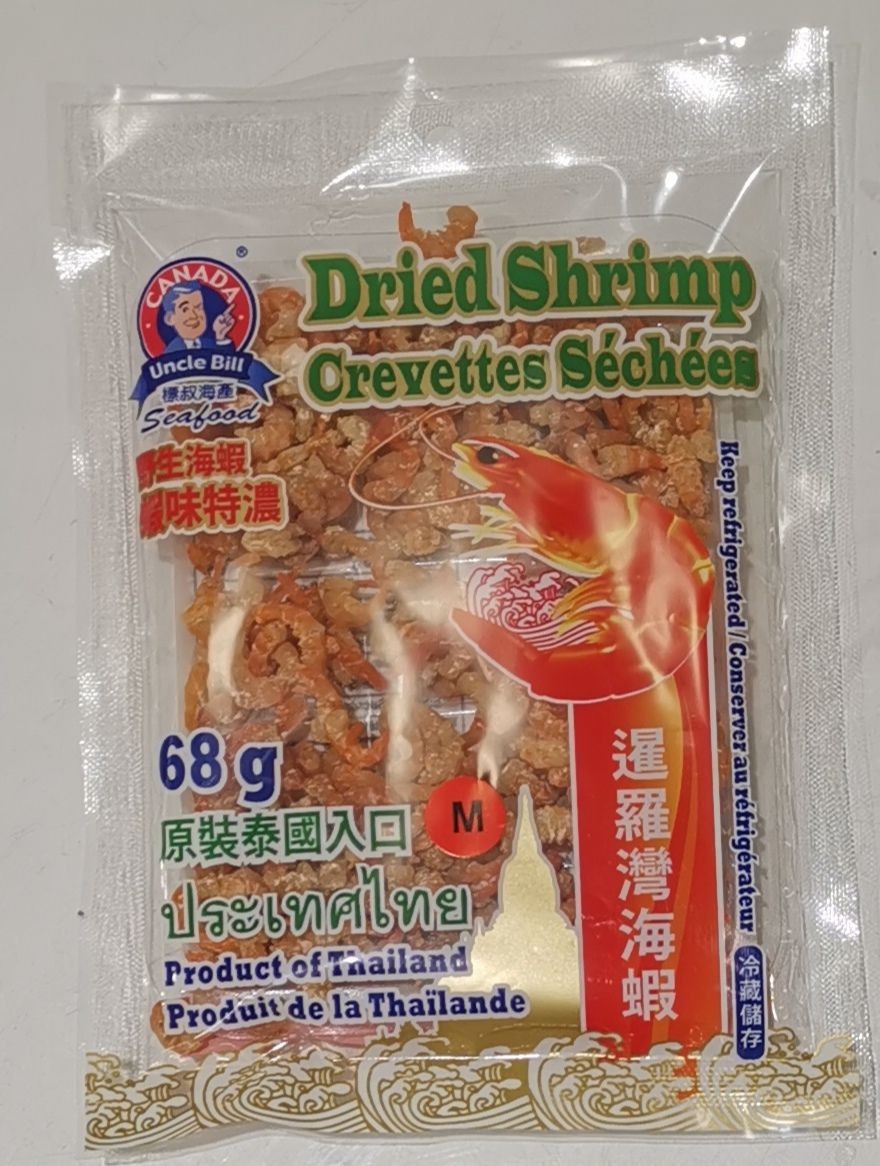 ®
CANADA
Uncle Bill
標叔海產
Seafood
Dried Shrimp
Crevettes Séchées
野生海蝦
蝦味特濃
Keep refrigerated / Conserver au réfrigérateur
冷藏儲存
暹羅灣海蝦
68 g
M
原裝泰國入口
ประเทศไทย
Product of Thailand
Produit de la Thaïlande